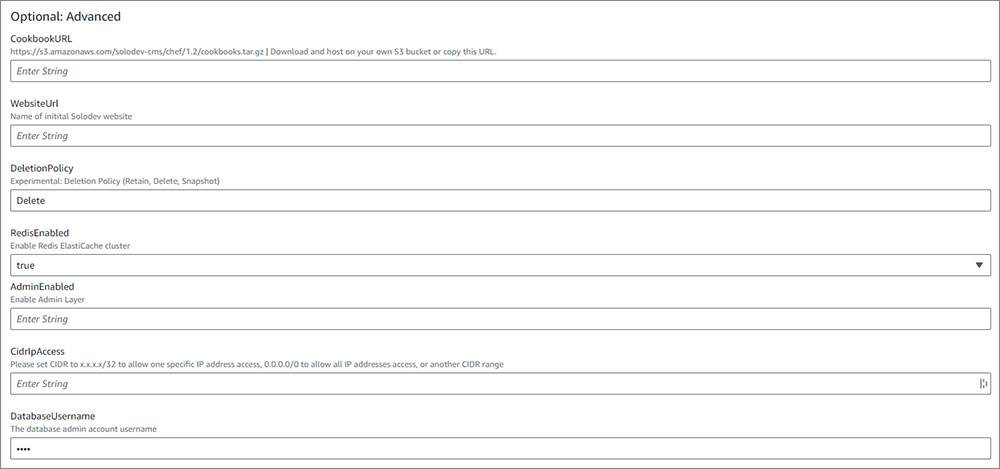 Optional: Advanced
CookbookURL
https://s3.amazonaws.com/solodev-cms/chef/1.2/cookbooks.tar.gz | Download and host on your own S3 bucket or copy this URL.
Enter String
WebsiteUrl
Name of initital Solodev website
Enter String
DeletionPolicy
Experimental: Deletion Policy (Retain, Delete, Snapshot)
Delete
RedisEnabled
Enable Redis ElastiCache cluster
true
AdminEnabled
Enable Admin Layer
Enter String
CidrIpAccess
Please set CIDR to x.x.x.x/32 to allow one specific IP address access, 0.0.0.0/0 to allow all IP addresses access, or another CIDR range
Enter String
DatabaseUsername
The database admin account username
••••